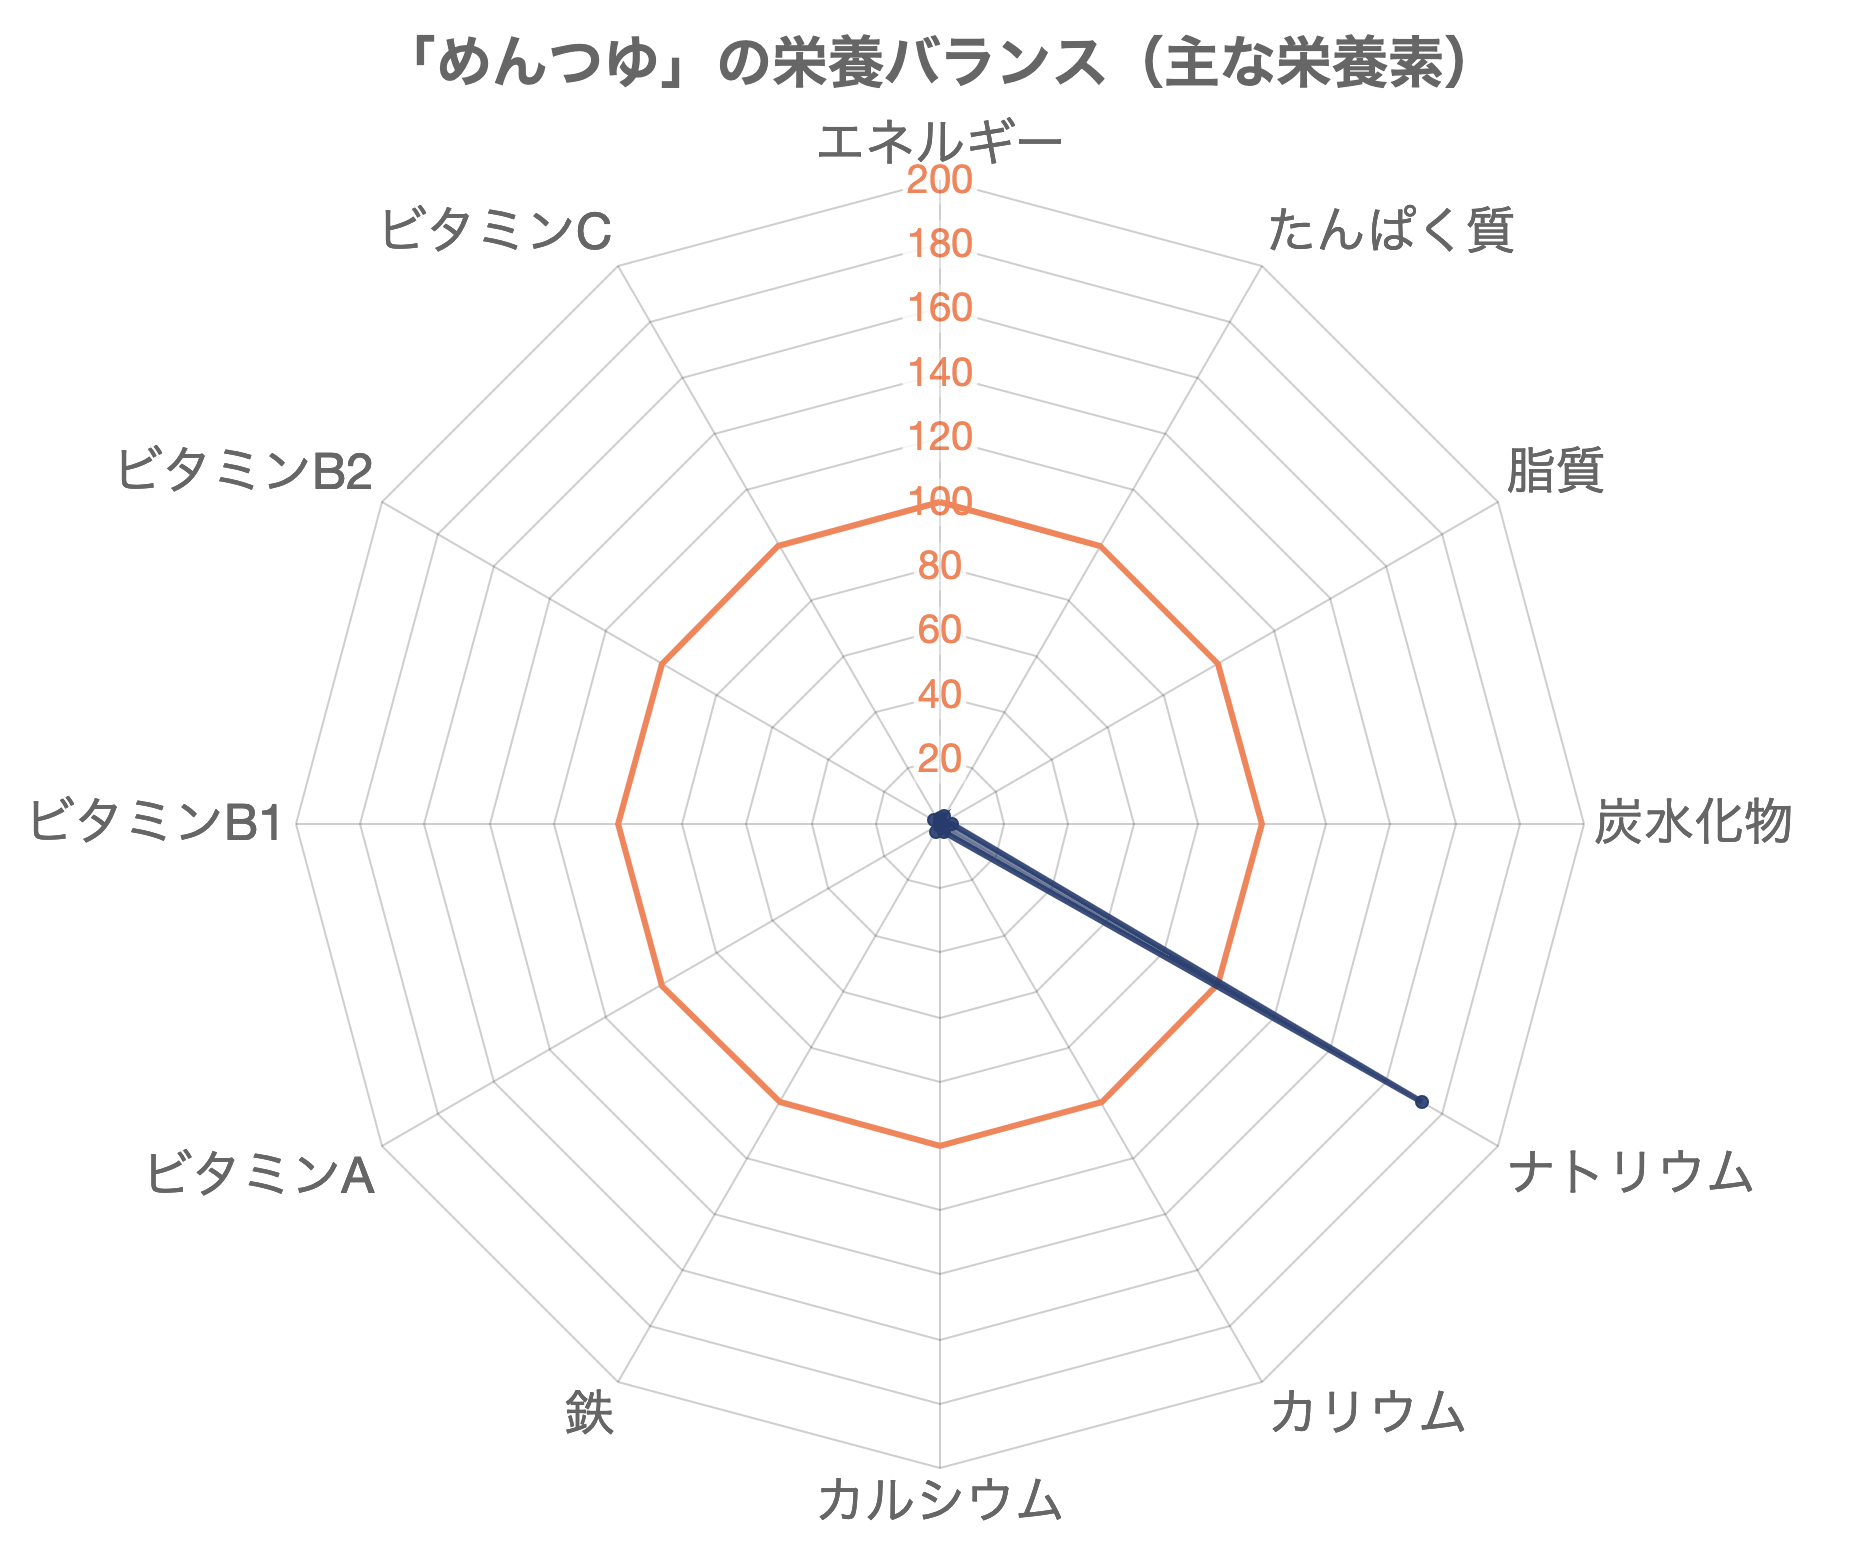 「めんつゆ」の栄養バランス（主な栄養素）
エネルギー
200
ビタミンC
たんぱく質
180
160
140
120
ビタミンB2
脂質
100
80
60
40
20
ビタミンB1
炭水化物
ビタミンA
ナトリウム
鉄
カリウム
カルシウム